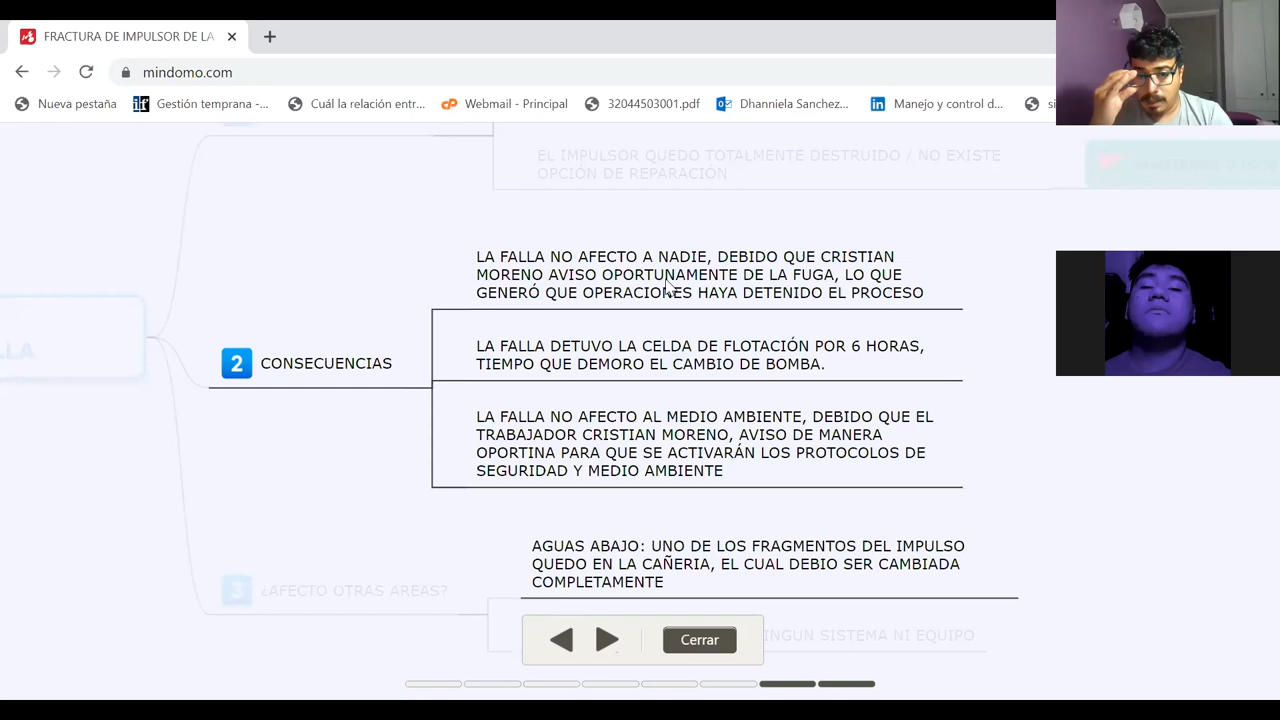 FRACTURA DE IMPULSOR DE LA
mindomo.com
Nueva pestaña
Gestión temprana -...
Cuál la relación entr...
Webmail - Principal
32044503001.pdf
Dhanniela Sanchez...
Manejo y control d...
EL IMPULSOR QUEDO TOTALMENTE DESTRUIDO / NO EXISTE
OPCIÓN DE REPARACIÓN
LLA
2 CONSECUENCIAS
LA FALLA NO AFECTO A NADIE, DEBIDO QUE CRISTIAN
MORENO AVISO OPORTUNAMENTE DE LA FUGA, LO QUE
GENERÓ QUE OPERACIONES HAYA DETENIDO EL PROCESO
LA FALLA DETUVO LA CELDA DE FLOTACIÓN POR 6 HORAS,
TIEMPO QUE DEMORO EL CAMBIO DE BOMBA.
LA FALLA NO AFECTO AL MEDIO AMBIENTE, DEBIDO QUE EL
TRABAJADOR CRISTIAN MORENO, AVISO DE MANERA
OPORTINA PARA QUE SE ACTIVARÁN LOS PROTOCOLOS DE
SEGURIDAD Y MEDIO AMBIENTE
3 ¿AFECTO OTRAS AREAS?
AGUAS ABAJO: UNO DE LOS FRAGMENTOS DEL IMPULSO
QUEDO EN LA CAÑERIA, EL CUAL DEBIO SER CAMBIADA
COMPLETAMENTE
NINGUN SISTEMA NI EQUIPO
Cerrar